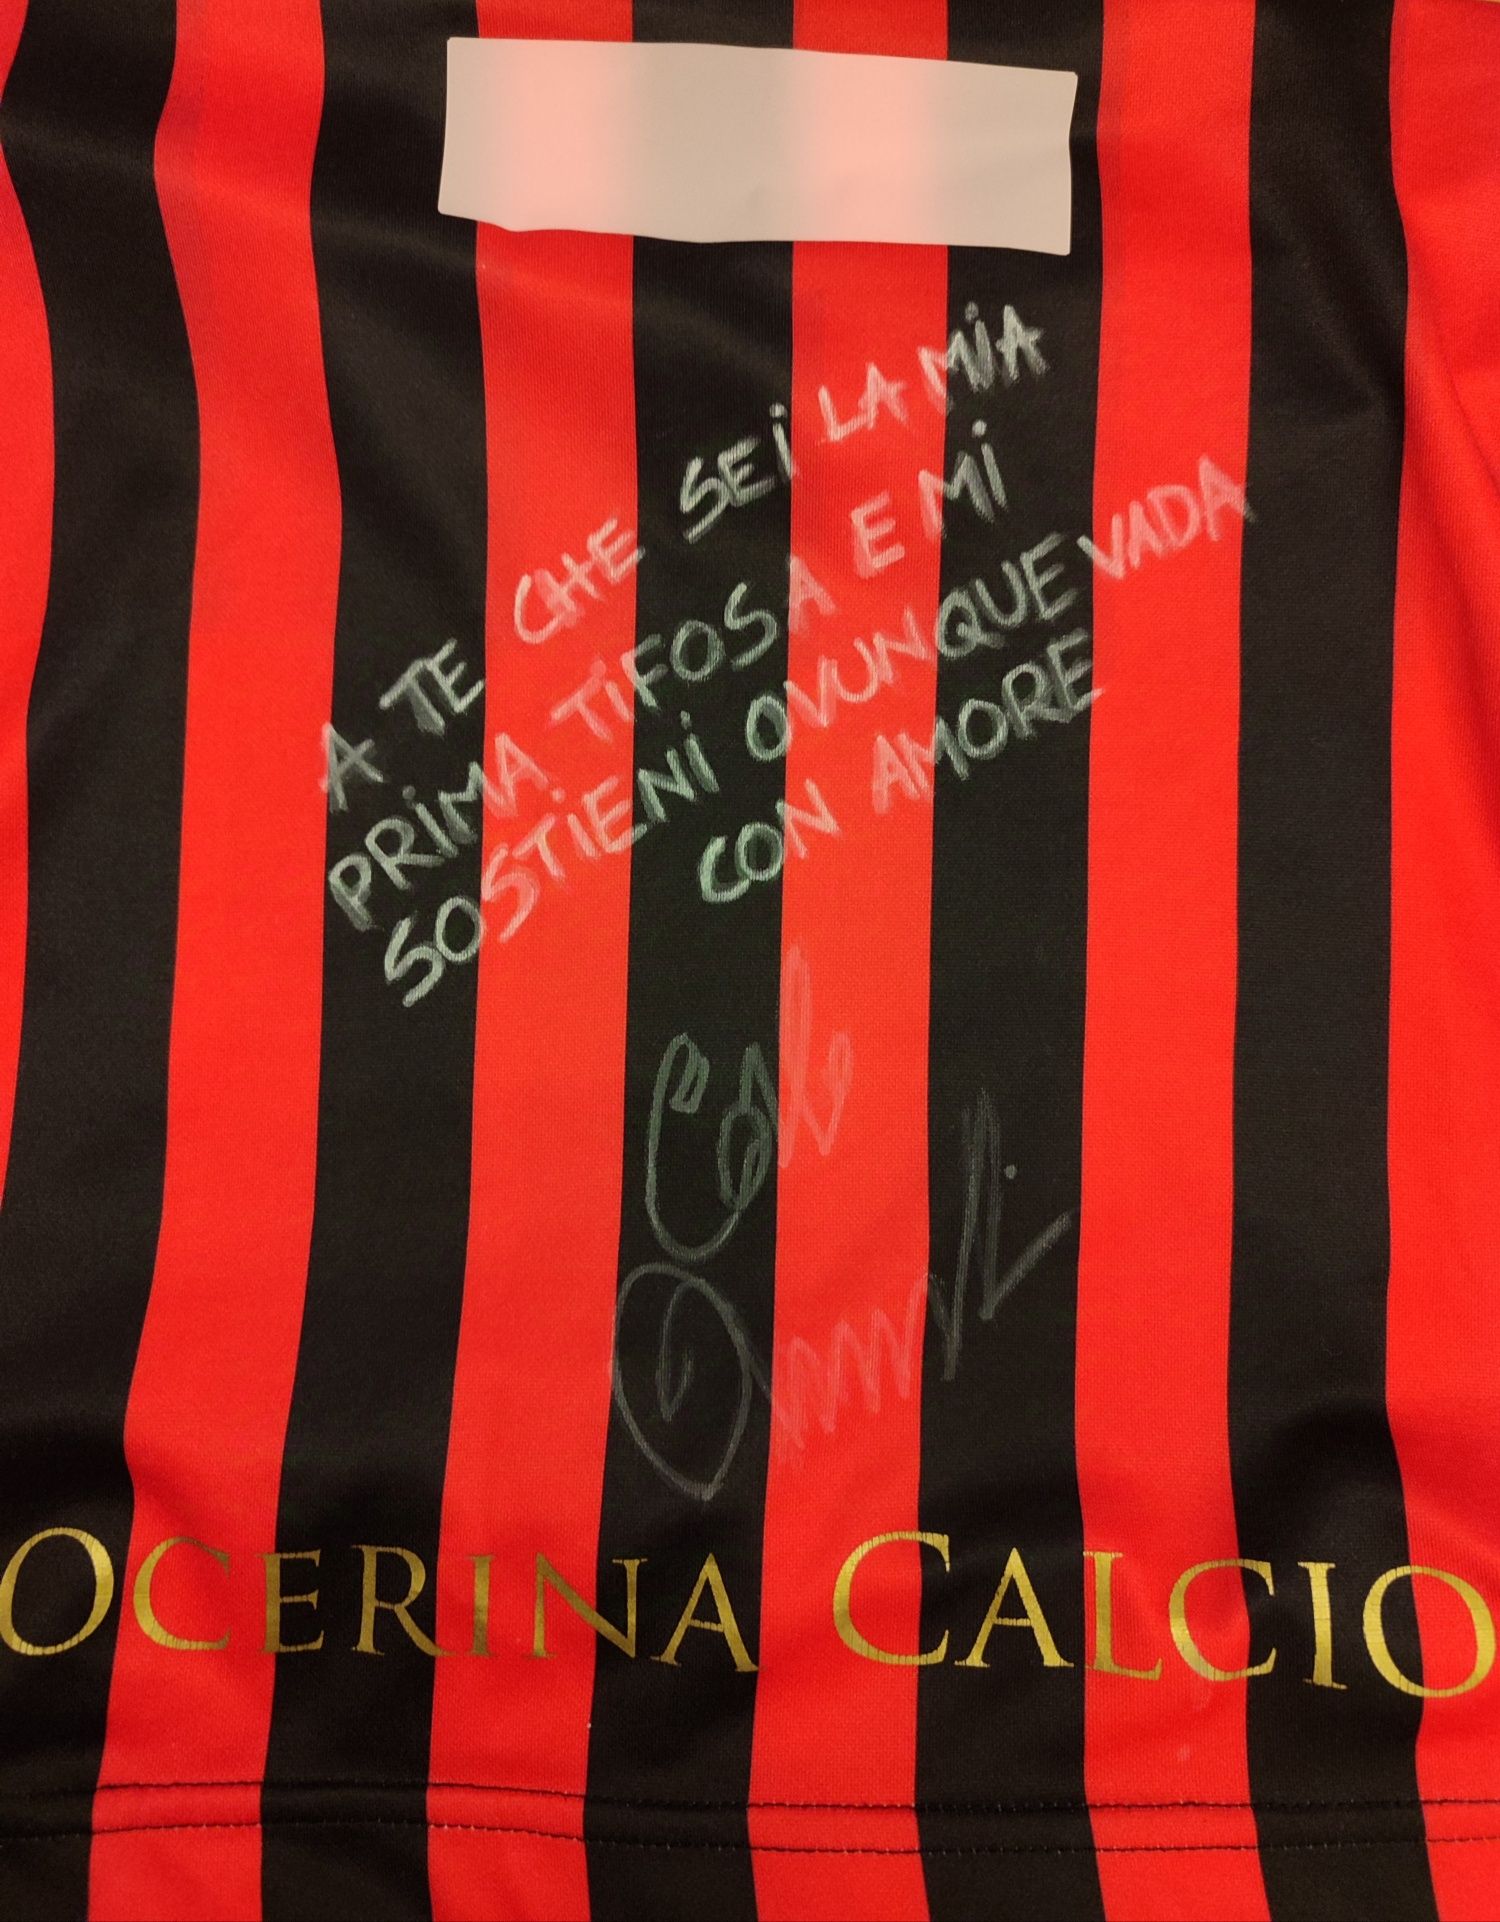 A TE CHE SEI LA MIA
PRIMA TIFOSA E MI
SOSTIENI OVUNQUE VADA
CON AMORE
OCERINA CALCIO